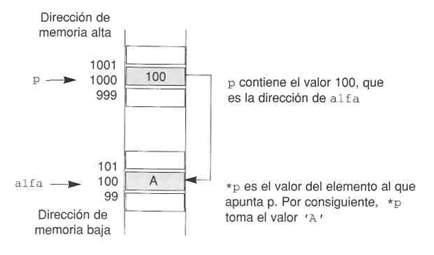 Dirección de
memoria alta
1001
p
1000
100
999
p contiene el valor 100, que
es la dirección de alfa
101
alfa
100
A
99
*p es el valor del elemento al que
apunta p. Por consiguiente, *p
toma el valor 'A'
Dirección de
memoria baja